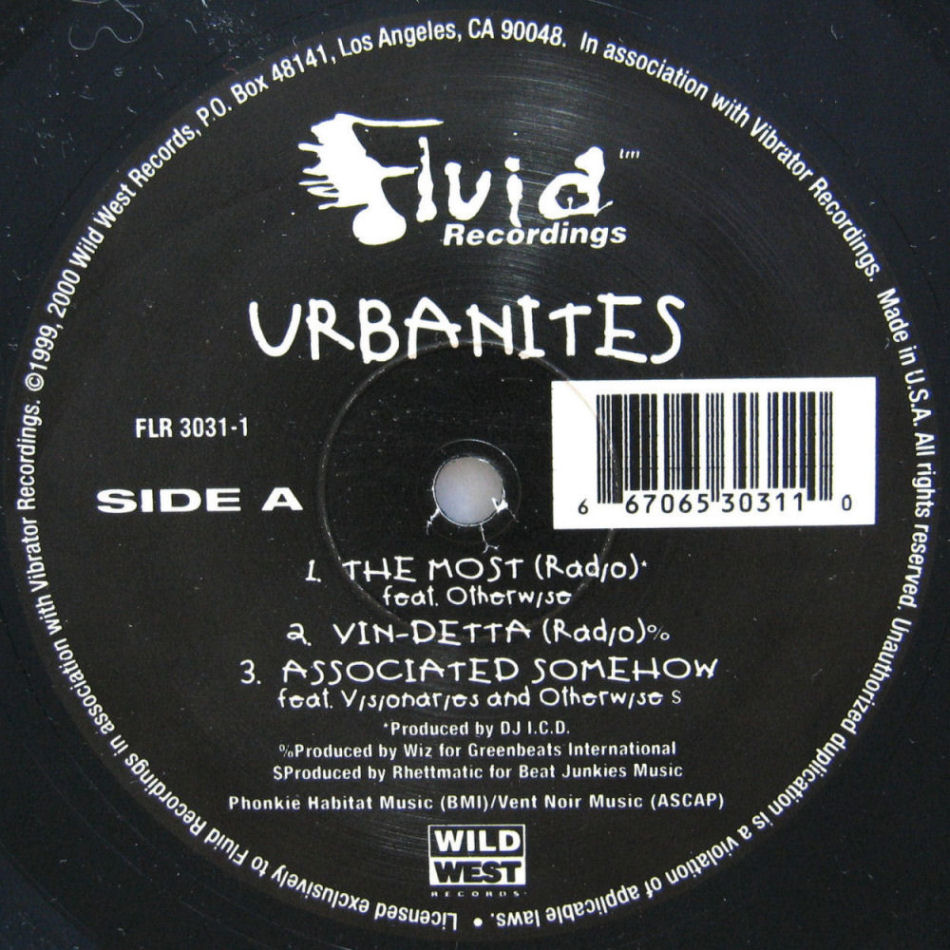 ©1999, 2000 Wild West Records, P.O. Box 48141, Los Angeles, CA 90048. In association with Vibrator Recordings. Made in U.S.A. All rights reserved. Unauthorized duplication is a violation of applicable laws. • Licensed exclusively to Fluid Recordings in association with Vibrator Recordings.
Fluid tm
Recordings
URBANITES
FLR 3031-1
SIDE A
6 67065 30311 0
1. THE MOST (Radio)*
feat. Otherwise
2. VIN-DETTA (Radio)%
3. ASSOCIATED SOMEHOW
feat. Visionaries and Otherwise S
*Produced by DJ I.C.D.
%Produced by Wiz for Greenbeats International
SProduced by Rhettmatic for Beat Junkies Music
Phonkie Habitat Music (BMI)/Vent Noir Music (ASCAP)
WILD
WEST
RECORDS